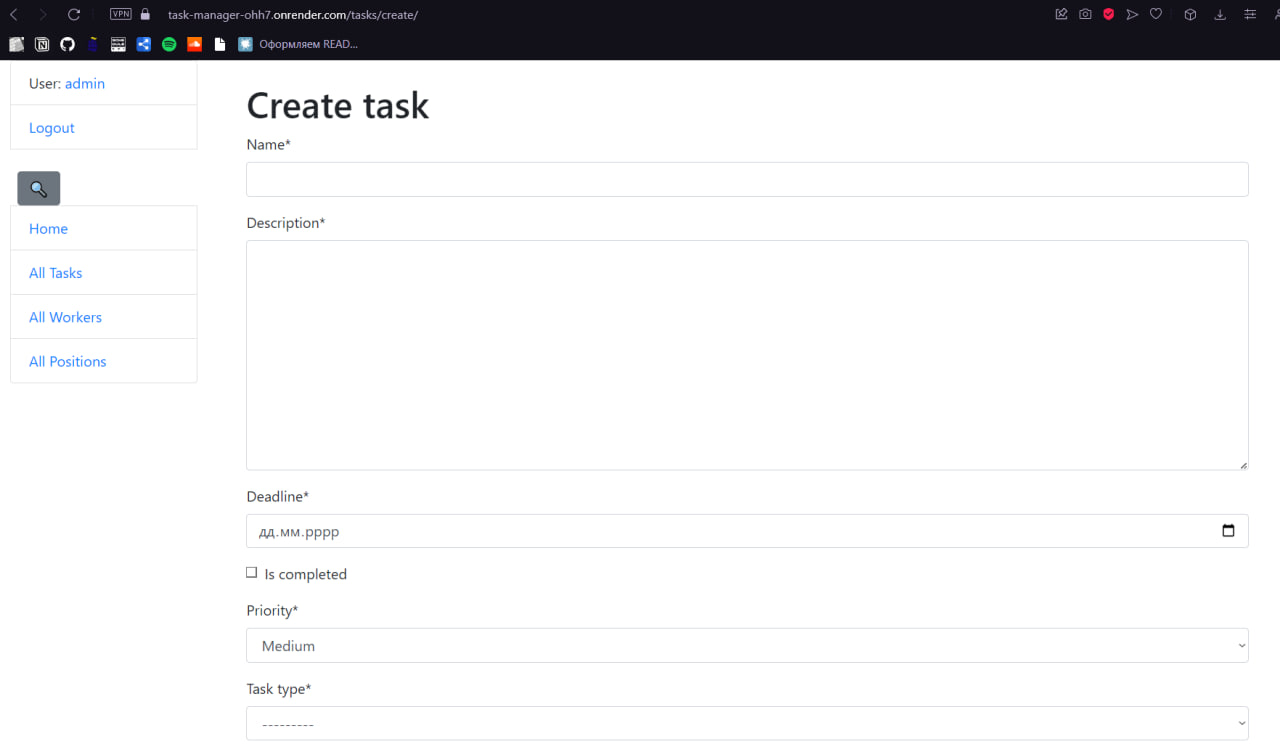 VPN
task-manager-ohh7.onrender.com/tasks/create/
Оформляем READ...
User: admin
Logout
Home
All Tasks
All Workers
All Positions
Create task
Name*
Description*
Deadline*
дд.мм.рррр
Is completed
Priority*
Medium
Task type*
---------